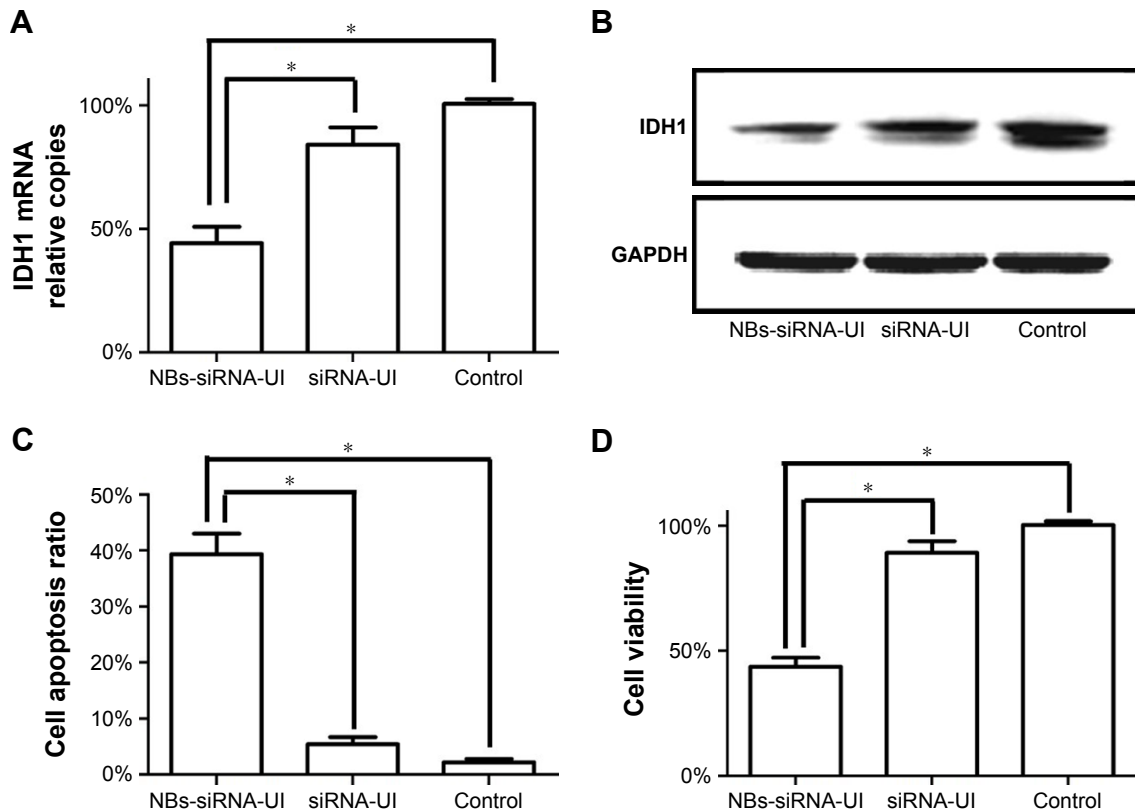 A
*
*
100%
50%
0%
IDH1 mRNA
relative copies
NBs-siRNA-UI siRNA-UI Control
B
IDH1
GAPDH
NBs-siRNA-UI siRNA-UI Control
C
*
*
50%
40%
30%
20%
10%
0%
Cell apoptosis ratio
NBs-siRNA-UI siRNA-UI Control
D
*
*
100%
50%
0%
Cell viability
NBs-siRNA-UI siRNA-UI Control